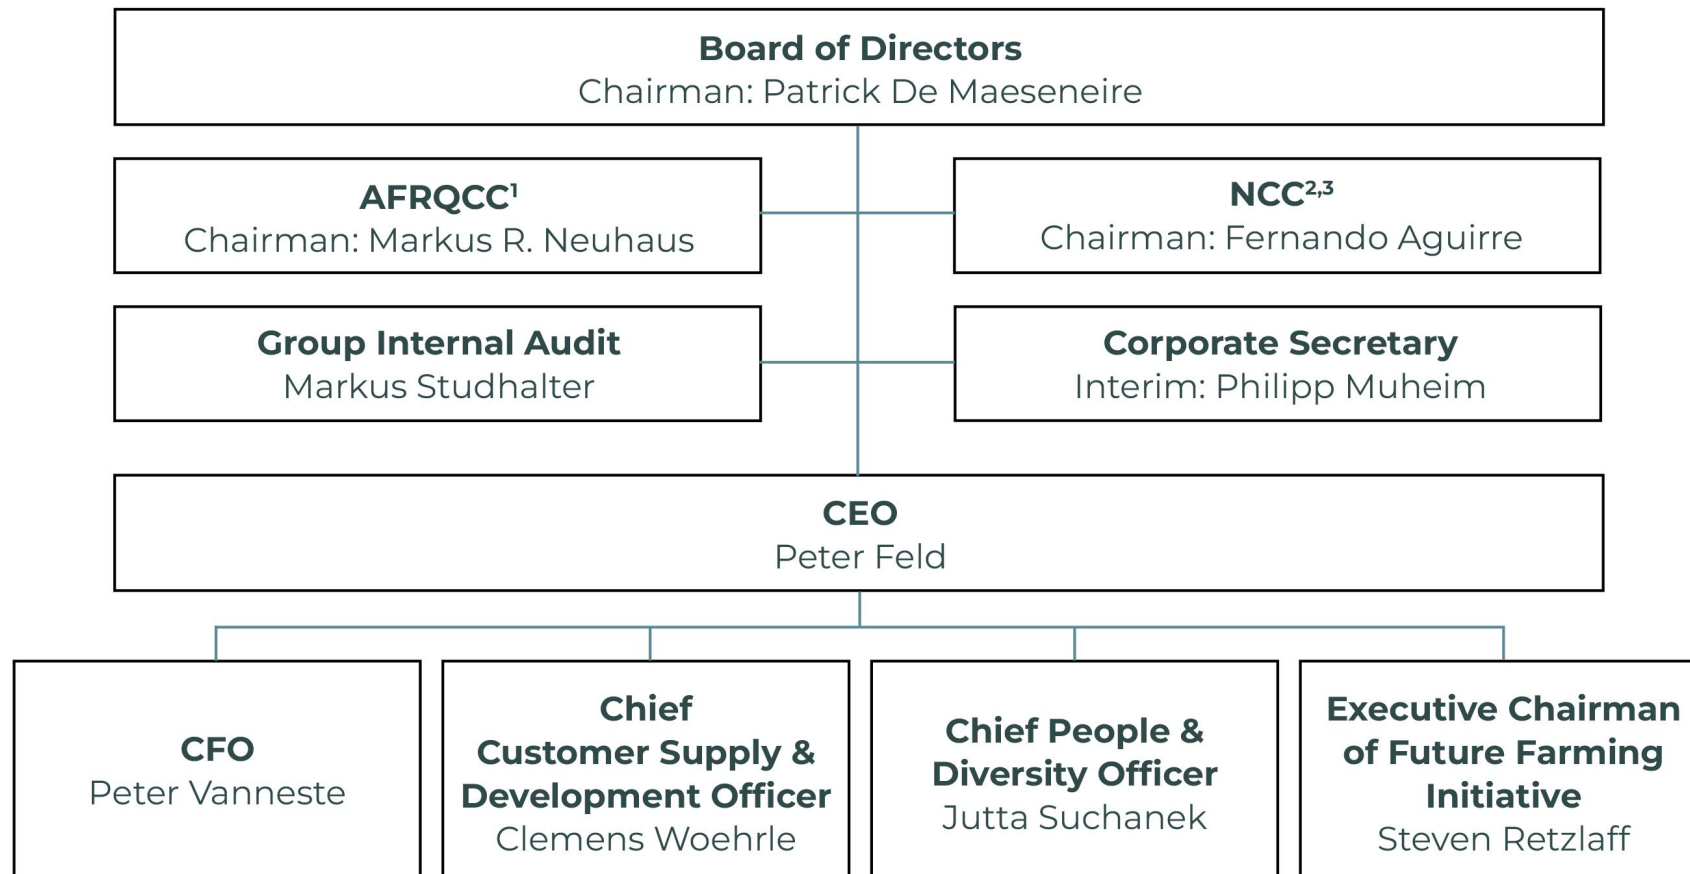 Board of Directors
Chairman: Patrick De Maeseneire
AFRQCC¹
Chairman: Markus R. Neuhaus
NCC²,³
Chairman: Fernando Aguirre
Group Internal Audit
Markus Studhalter
Corporate Secretary
Interim: Philipp Muheim
CEO
Peter Feld
CFO
Peter Vanneste
Chief
Customer Supply &
Development Officer
Clemens Woehrle
Chief People &
Diversity Officer
Jutta Suchanek
Executive Chairman
of Future Farming
Initiative
Steven Retzlaff